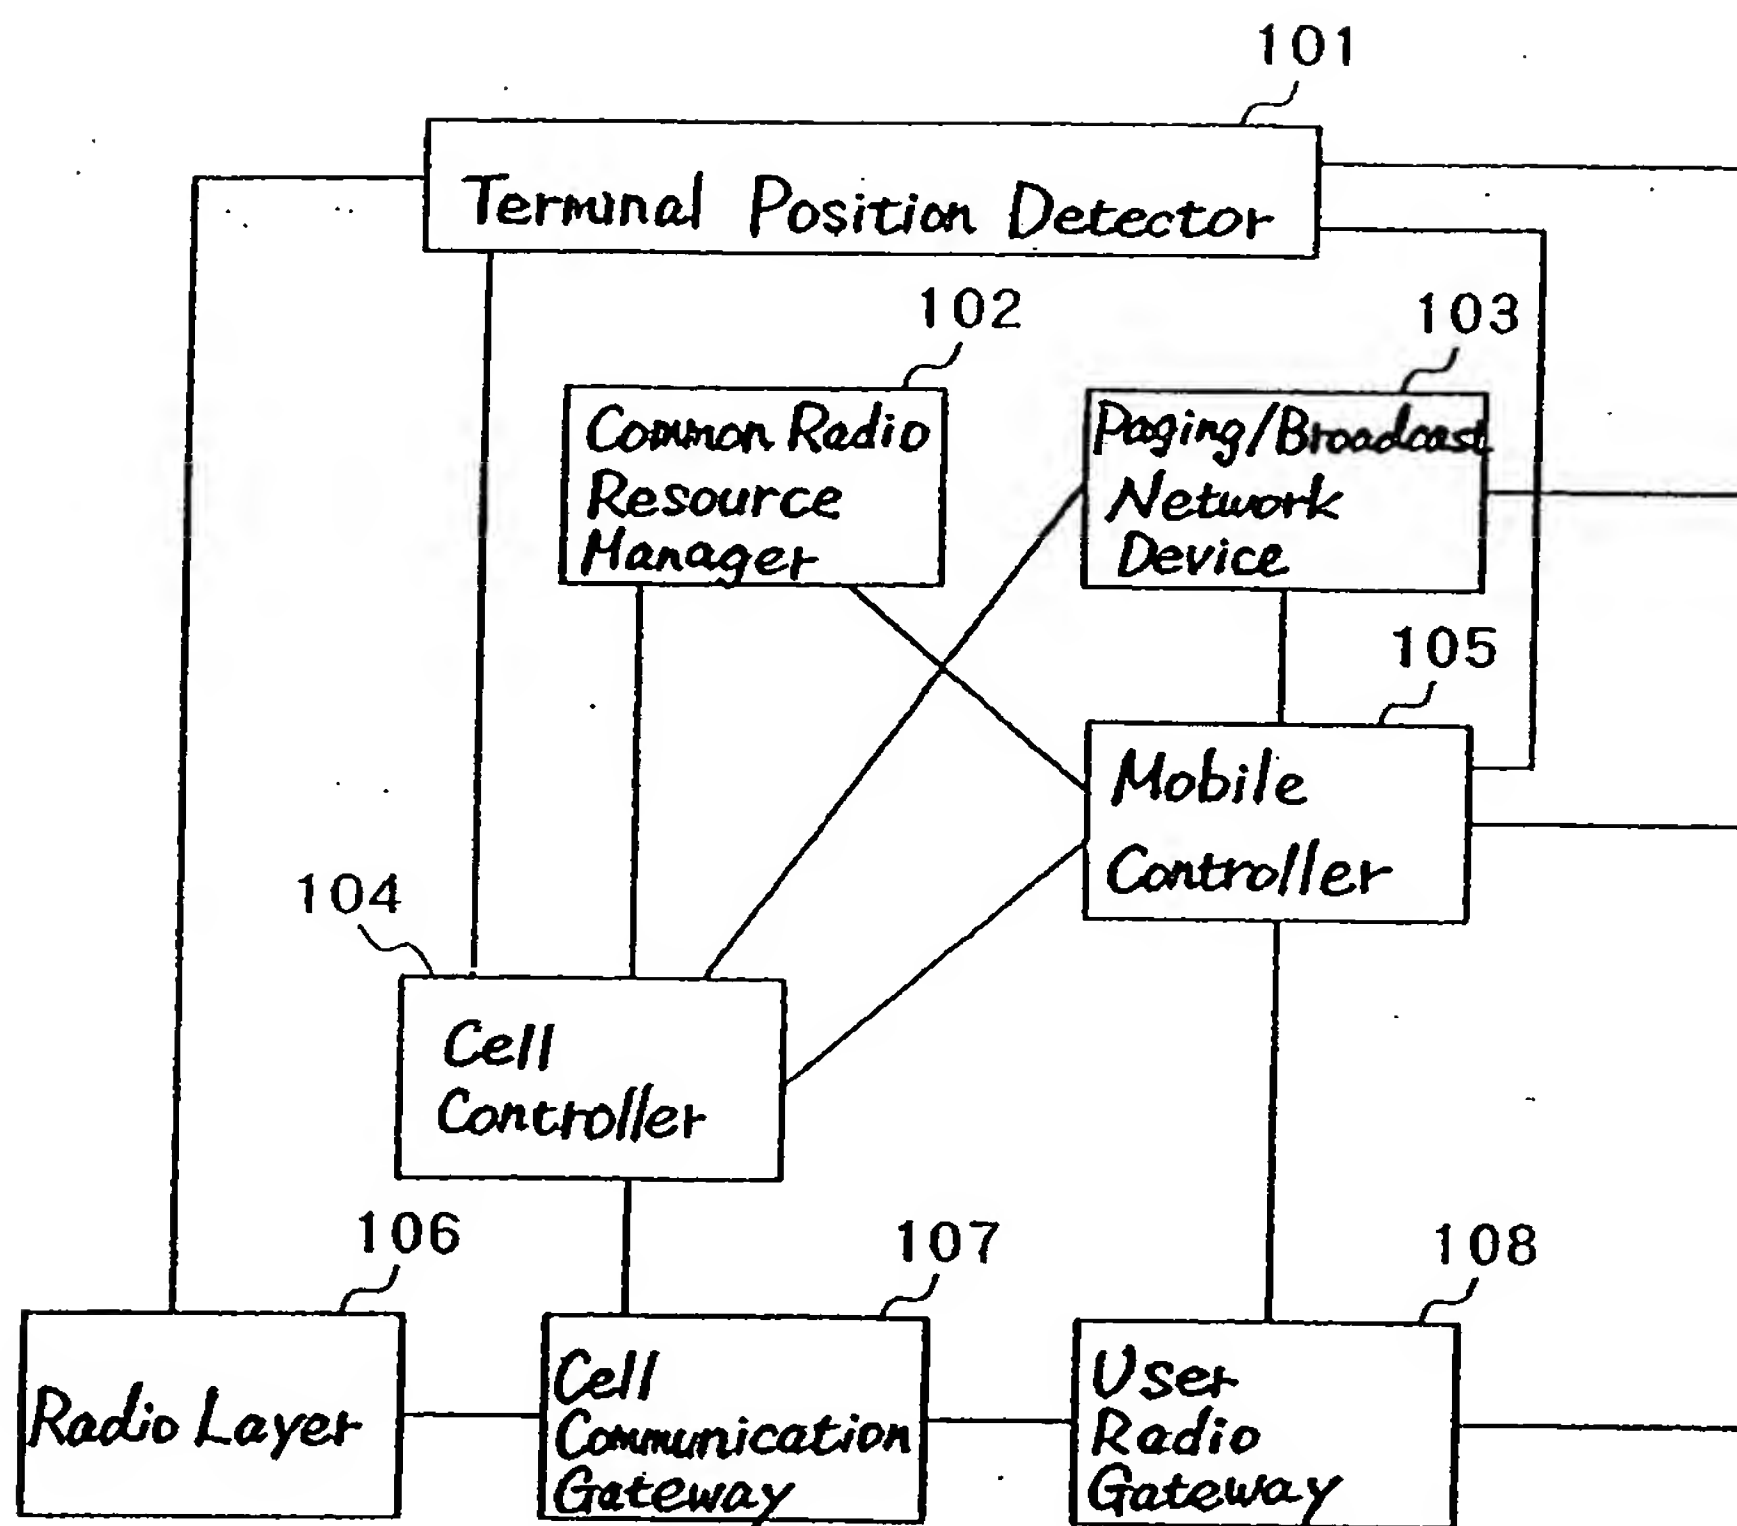 101
Terminal Position Detector
102
Common Radio
Resource
Manager
103
Paging/Broadcast
Network
Device
105
Mobile
Controller
104
Cell
Controller
106
Radio Layer
107
Cell
Communication
Gateway
108
User
Radio
Gateway